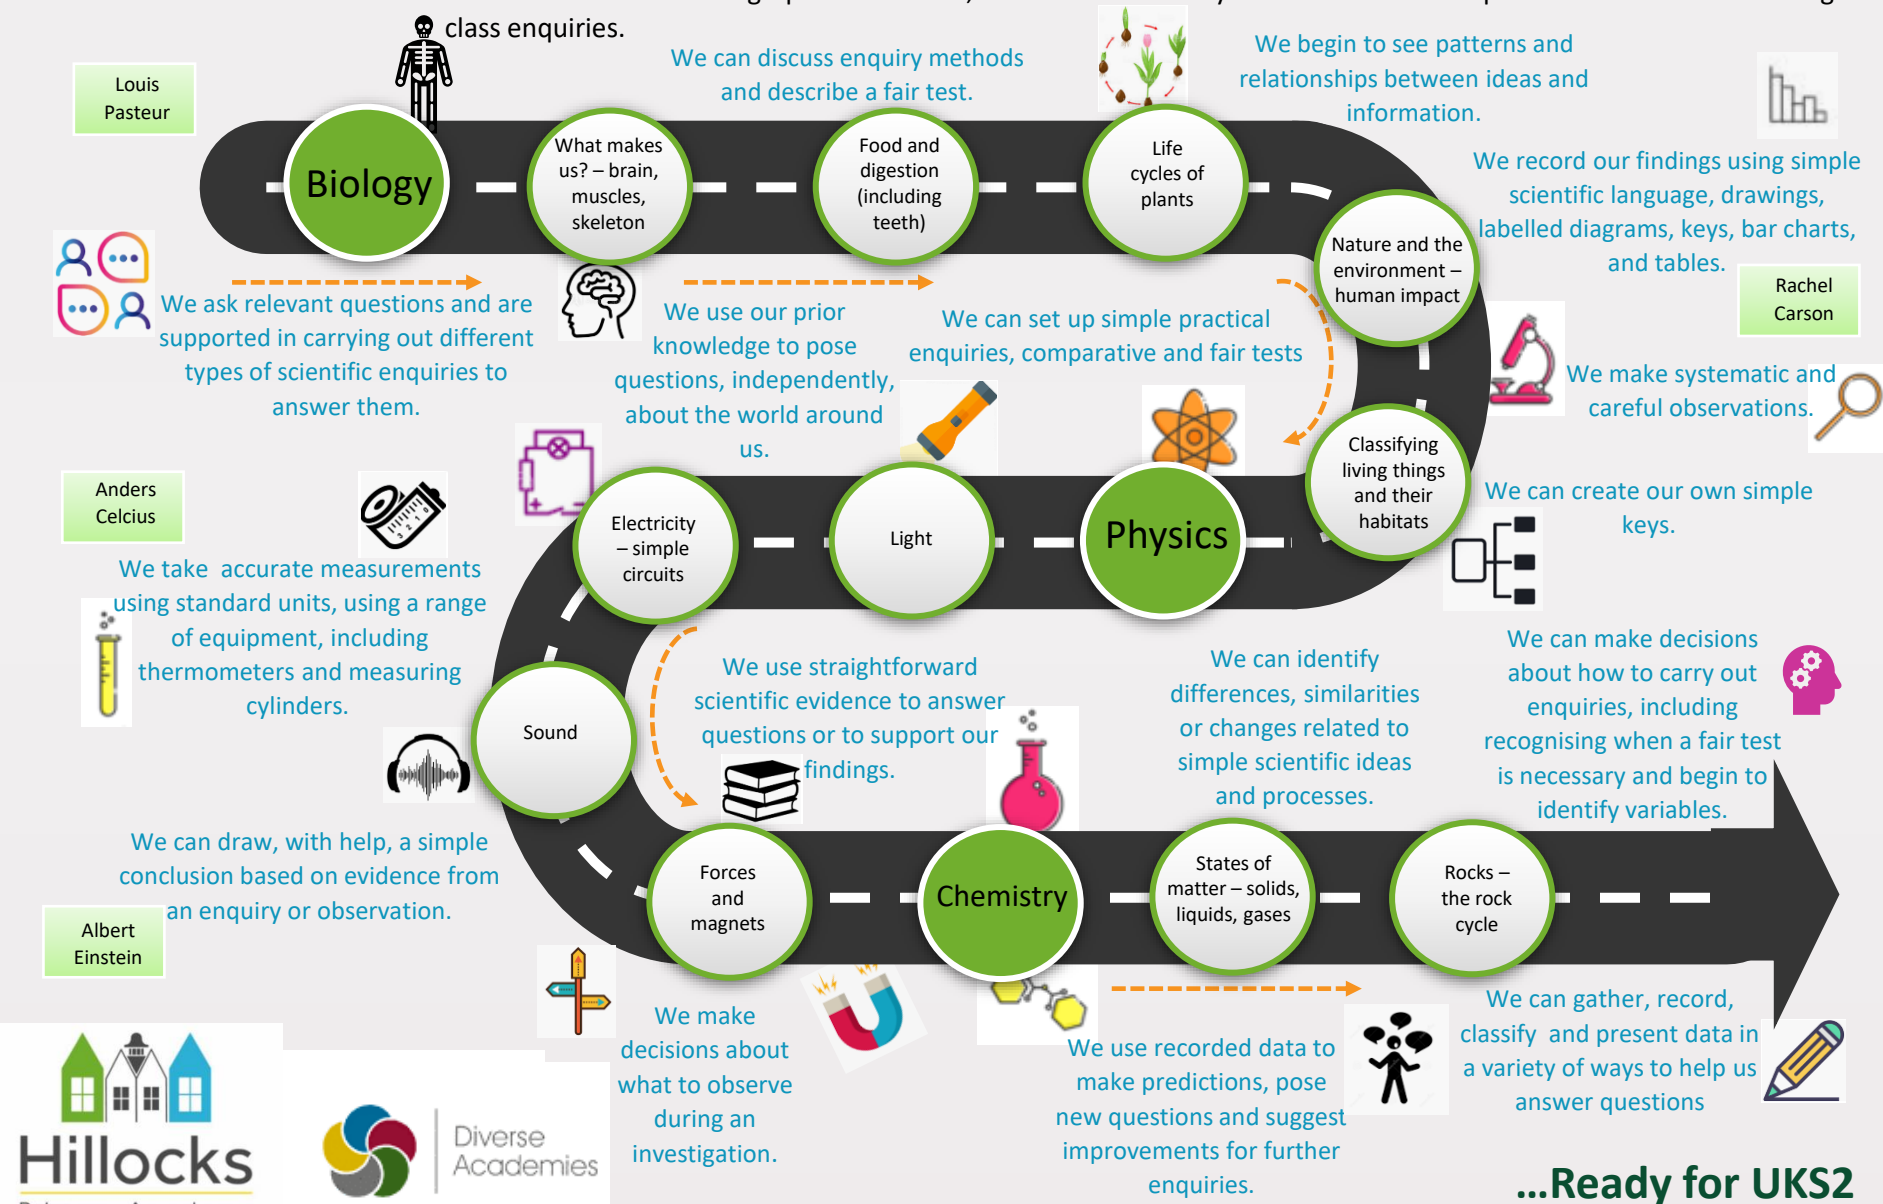 class enquiries.
Louis
Pasteur
We can discuss enquiry methods
and describe a fair test.
We begin to see patterns and
relationships between ideas and
information.
Biology
What makes
us? – brain,
muscles,
skeleton
Food and
digestion
(including
teeth)
Life
cycles of
plants
We record our findings using simple
scientific language, drawings,
labelled diagrams, keys, bar charts,
and tables.
Nature and the
environment –
human impact
Rachel
Carson
We ask relevant questions and are
supported in carrying out different
types of scientific enquiries to
answer them.
We use our prior
knowledge to pose
questions, independently,
about the world around
us.
We can set up simple practical
enquiries, comparative and fair tests
We make systematic and
careful observations.
Classifying
living things
and their
habitats
We can create our own simple
keys.
Physics
Light
Electricity
– simple
circuits
Anders
Celcius
We take  accurate measurements
using standard units, using a range
of equipment, including
thermometers and measuring
cylinders.
Sound
We use straightforward
scientific evidence to answer
questions or to support our
findings.
We can identify
differences, similarities
or changes related to
simple scientific ideas
and processes.
We can make decisions
about how to carry out
enquiries, including
recognising when a fair test
is necessary and begin to
identify variables.
We can draw, with help, a simple
conclusion based on evidence from
an enquiry or observation.
Albert
Einstein
Forces
and
magnets
Chemistry
States of
matter – solids,
liquids, gases
Rocks –
the rock
cycle
We make
decisions about
what to observe
during an
investigation.
We use recorded data to
make predictions, pose
new questions and suggest
improvements for further
enquiries.
We can gather, record,
classify  and present data in
a variety of ways to help us
answer questions
Hillocks
Diverse
Academies
...Ready for UKS2